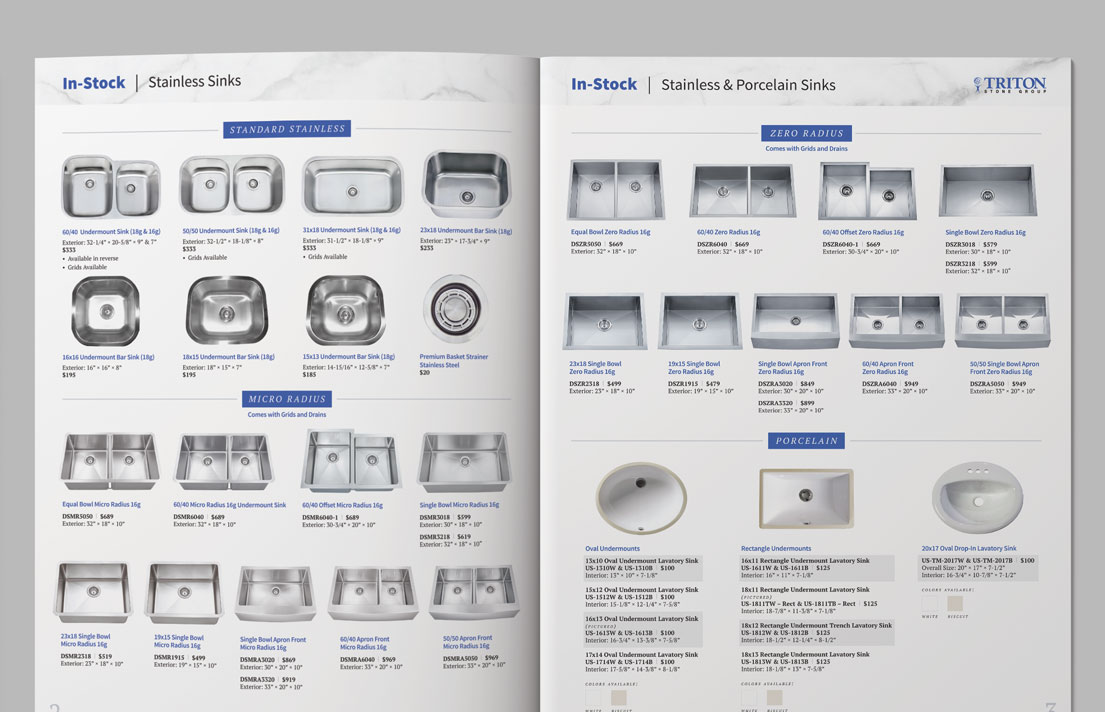 In-Stock | Stainless Sinks
STANDARD STAINLESS
60/40 Undermount Sink (18g & 16g)
Exterior: 32-1/4" × 20-5/8" × 9" & 7"
$333
• Available in reverse
• Grids Available
50/50 Undermount Sink (18g & 16g)
Exterior: 32-1/2" × 18-1/8" × 8"
$333
• Grids Available
31x18 Undermount Sink (18g & 16g)
Exterior: 31-1/2" × 18-1/8" × 9"
$333
• Grids Available
23x18 Undermount Bar Sink (18g)
Exterior: 23" × 17-3/4" × 9"
$233
16x16 Undermount Bar Sink (18g)
Exterior: 16" × 16" × 8"
$195
18x15 Undermount Bar Sink (18g)
Exterior: 18" × 15" × 7"
$195
15x13 Undermount Bar Sink (18g)
Exterior: 14-15/16" × 12-5/8" × 7"
$185
Premium Basket Strainer
Stainless Steel
$20
MICRO RADIUS
Comes with Grids and Drains
Equal Bowl Micro Radius 16g
DSMR5050 | $689
Exterior: 32" × 18" × 10"
60/40 Micro Radius 16g Undermount Sink
DSMR6040 | $689
Exterior: 32" × 18" × 10"
60/40 Offset Micro Radius 16g
DSMR6040-1 | $689
Exterior: 30-3/4" × 20" × 10"
Single Bowl Micro Radius 16g
DSMR3018 | $599
Exterior: 30" × 18" × 10"
DSMR3218 | $619
Exterior: 32" × 18" × 10"
23x18 Single Bowl
Micro Radius 16g
DSMR2318 | $519
Exterior: 23" × 18" × 10"
19x15 Single Bowl
Micro Radius 16g
DSMR1915 | $499
Exterior: 19" × 15" × 10"
Single Bowl Apron Front
Micro Radius 16g
DSMRA3020 | $869
Exterior: 30" × 20" × 10"
DSMRA3320 | $919
Exterior: 33" × 20" × 10"
60/40 Apron Front
Micro Radius 16g
DSMRA6040 | $969
Exterior: 33" × 20" × 10"
50/50 Apron Front
Micro Radius 16g
DSMRA5050 | $969
Exterior: 33" × 20" × 10"
2
In-Stock | Stainless & Porcelain Sinks
TRITON
STONE GROUP
ZERO RADIUS
Comes with Grids and Drains
Equal Bowl Zero Radius 16g
DSZR5050 | $669
Exterior: 32" × 18" × 10"
60/40 Zero Radius 16g
DSZR6040 | $669
Exterior: 32" × 18" × 10"
60/40 Offset Zero Radius 16g
DSZR6040-1 | $669
Exterior: 30-3/4" × 20" × 10"
Single Bowl Zero Radius 16g
DSZR3018 | $579
Exterior: 30" × 18" × 10"
DSZR3218 | $599
Exterior: 32" × 18" × 10"
23x18 Single Bowl
Zero Radius 16g
DSZR2318 | $499
Exterior: 23" × 18" × 10"
19x15 Single Bowl
Zero Radius 16g
DSZR1915 | $479
Exterior: 19" × 15" × 10"
Single Bowl Apron Front
Zero Radius 16g
DSZRA3020 | $849
Exterior: 30" × 20" × 10"
DSZRA3320 | $899
Exterior: 33" × 20" × 10"
60/40 Apron Front
Zero Radius 16g
DSZRA6040 | $949
Exterior: 33" × 20" × 10"
50/50 Single Bowl Apron
Front Zero Radius 16g
DSZRA5050 | $949
Exterior: 33" × 20" × 10"
PORCELAIN
Oval Undermounts
13x10 Oval Undermount Lavatory Sink
US-1310W & US-1310B | $100
Interior: 13" × 10" × 7-1/8"
15x12 Oval Undermount Lavatory Sink
US-1512W & US-1512B | $100
Interior: 15-1/8" × 12-1/4" × 7-5/8"
16x13 Oval Undermount Lavatory Sink
(PICTURED)
US-1613W & US-1613B | $100
Interior: 16-3/4" × 13-3/8" × 7-5/8"
17x14 Oval Undermount Lavatory Sink
US-1714W & US-1714B | $100
Interior: 17-5/8" × 14-3/8" × 8-1/8"
COLORS AVAILABLE:
WHITE BISCUIT
Rectangle Undermounts
16x11 Rectangle Undermount Lavatory Sink
US-1611W & US-1611B | $125
Interior: 16" × 11" × 7-1/8"
18x11 Rectangle Undermount Lavatory Sink
(PICTURED)
US-1811TW – Rect & US-1811TB – Rect | $125
Interior: 18-7/8" × 11-3/8" × 7-1/8"
18x12 Rectangle Undermount Trench Lavatory Sink
US-1812W & US-1812B | $125
Interior: 18-1/2" × 12-1/4" × 8-1/2"
18x13 Rectangle Undermount Lavatory Sink
US-1813W & US-1813B | $125
Interior: 18-1/8" × 13" × 7-5/8"
COLORS AVAILABLE:
WHITE BISCUIT
20x17 Oval Drop-In Lavatory Sink
US-TM-2017W & US-TM-2017B | $100
Overall Size: 20" × 17" × 7-1/2"
Interior: 16-3/4" × 10-7/8" × 7-1/2"
COLORS AVAILABLE:
WHITE BISCUIT
3